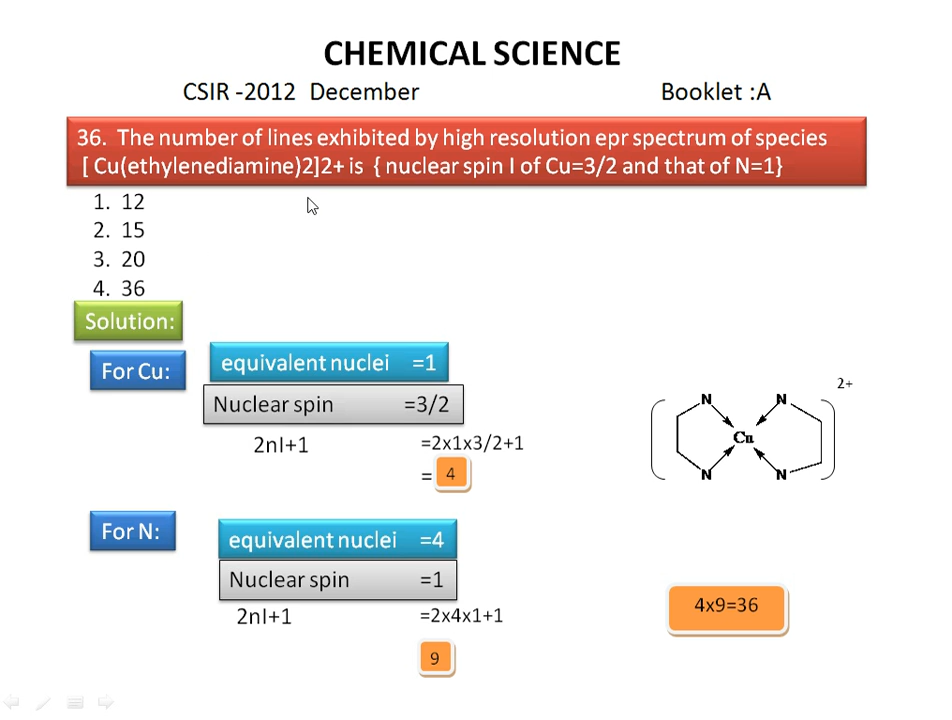 CHEMICAL SCIENCE
CSIR -2012 December Booklet :A
36. The number of lines exhibited by high resolution epr spectrum of species
[ Cu(ethylenediamine)2]2+ is { nuclear spin I of Cu=3/2 and that of N=1}
1. 12
2. 15
3. 20
4. 36
Solution:
For Cu:
equivalent nuclei =1
Nuclear spin =3/2
2nI+1 =2x1x3/2+1
= 4
2+
N N
Cu
N N
For N:
equivalent nuclei =4
Nuclear spin =1
2nI+1 =2x4x1+1
9
4x9=36